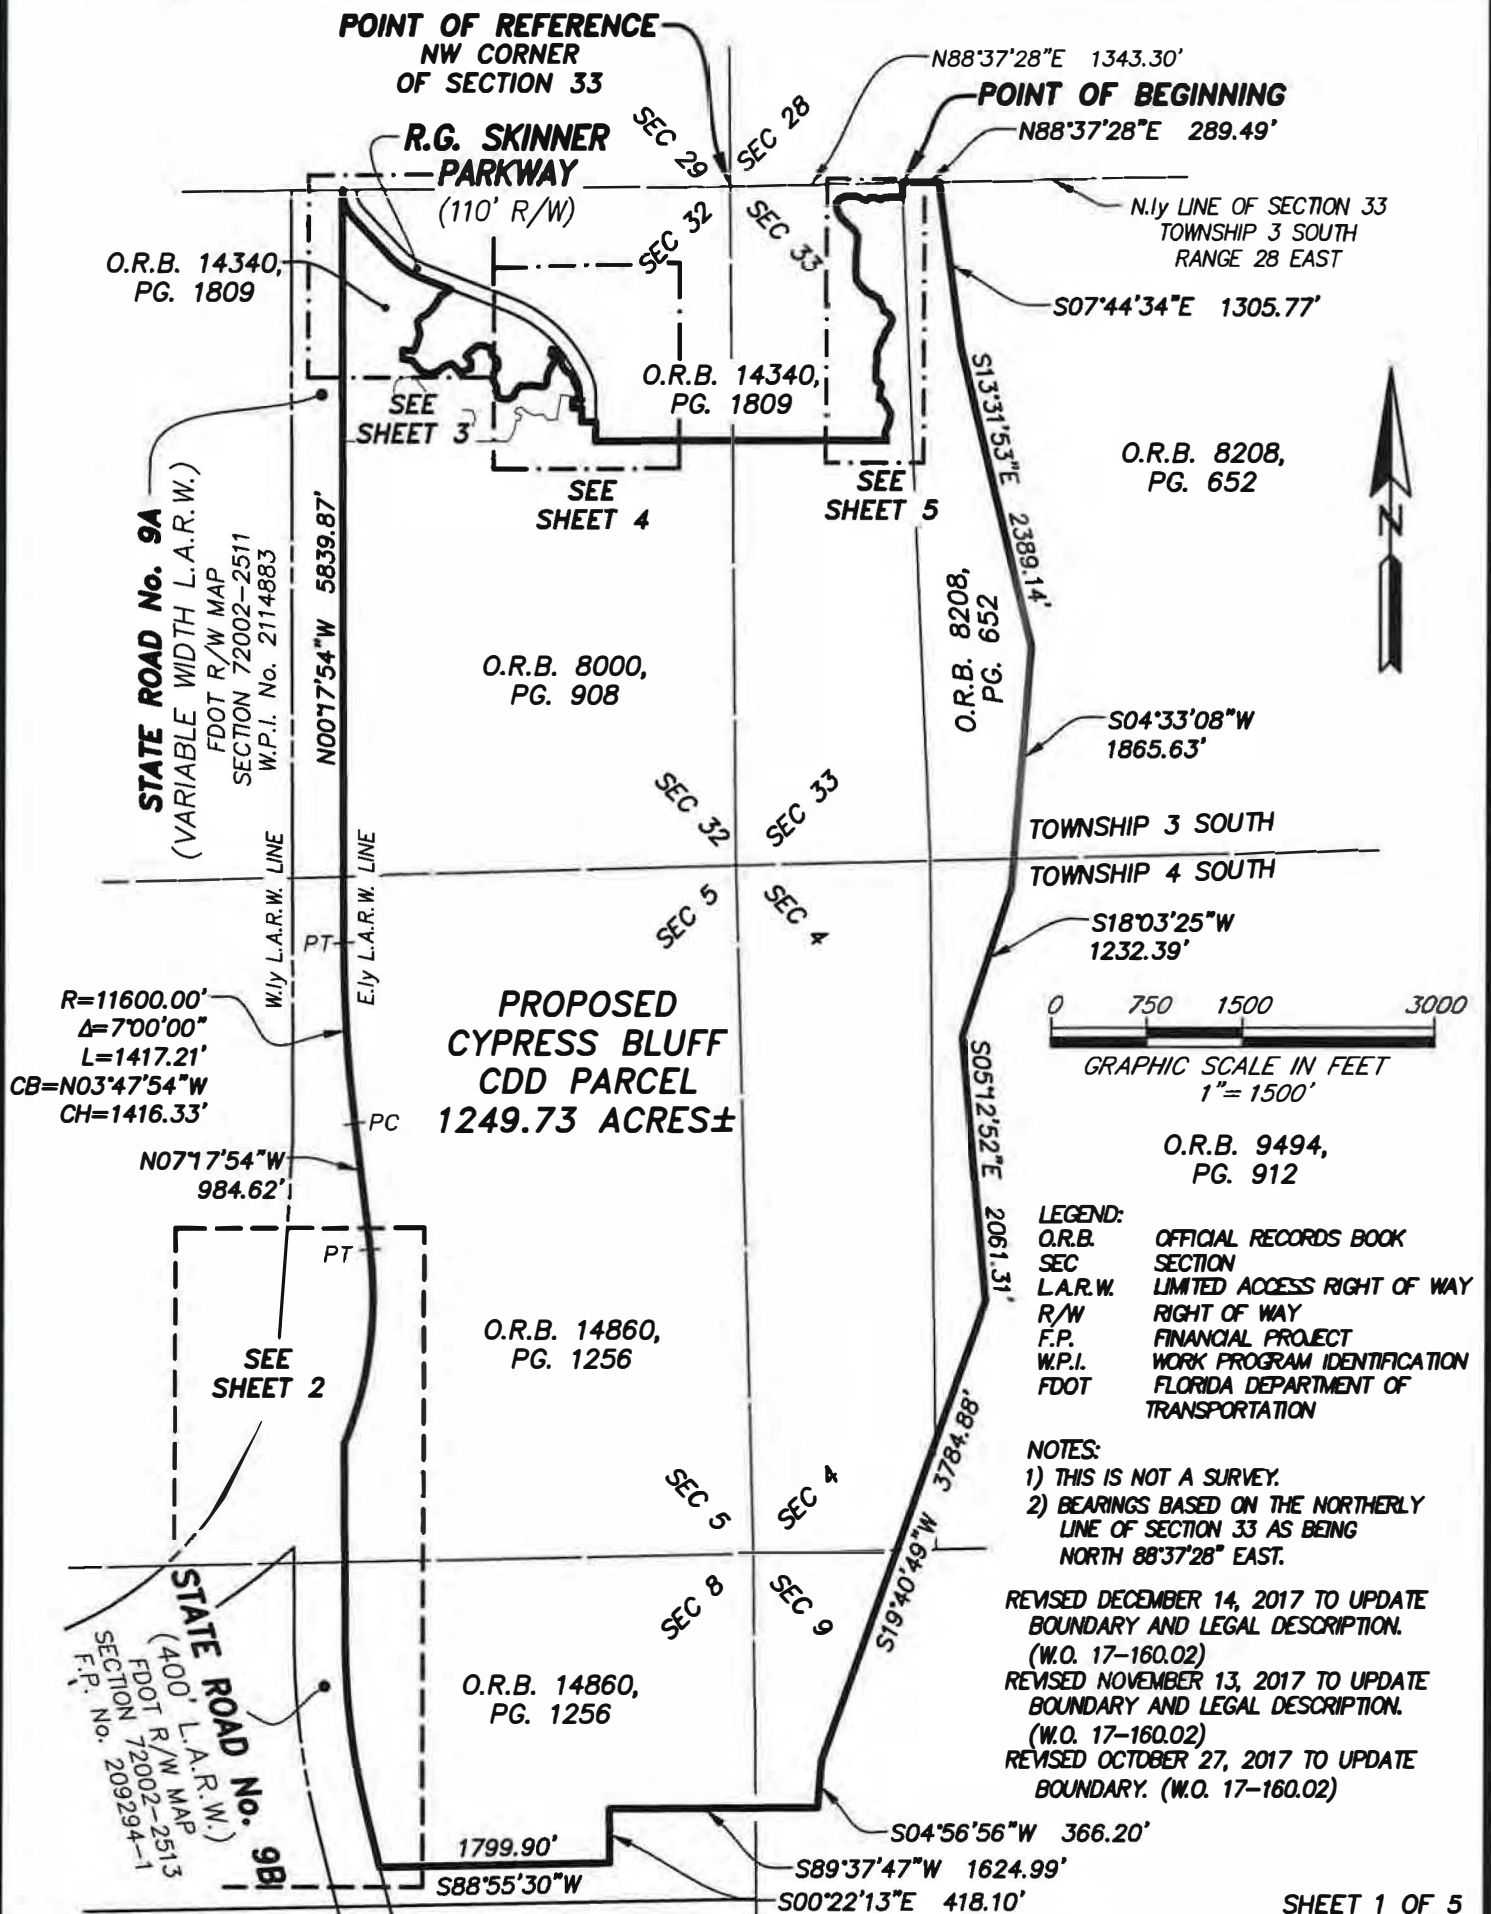 POINT OF REFERENCE
NW CORNER
OF SECTION 33
N88°37'28"E 1343.30'
POINT OF BEGINNING
N88°37'28"E 289.49'
R.G. SKINNER
PARKWAY
(110' R/W)
SEC 29
SEC 28
SEC 32
SEC 33
N.ly LINE OF SECTION 33
TOWNSHIP 3 SOUTH
RANGE 28 EAST
O.R.B. 14340,
PG. 1809
S07°44'34"E 1305.77'
O.R.B. 14340,
PG. 1809
SEE
SHEET 3
S13°31'53"E 2389.14'
O.R.B. 8208,
PG. 652
SEE
SHEET 4
SEE
SHEET 5
N
STATE ROAD No. 9A
(VARIABLE WIDTH L.A.R.W.)
FDOT R/W MAP
SECTION 72002-2511
W.P.I. No. 2114883
N00°17'54"W 5839.87'
O.R.B. 8208,
PG. 652
O.R.B. 8000,
PG. 908
S04°33'08"W
1865.63'
SEC 32
SEC 33
TOWNSHIP 3 SOUTH
TOWNSHIP 4 SOUTH
W.ly L.A.R.W. LINE
E.ly L.A.R.W. LINE
SEC 5
SEC 4
PT
S18°03'25"W
1232.39'
R=11600.00'
Δ=7°00'00"
L=1417.21'
CB=N03°47'54"W
CH=1416.33'
PROPOSED
CYPRESS BLUFF
CDD PARCEL
1249.73 ACRES±
0 750 1500 3000
GRAPHIC SCALE IN FEET
1"= 1500'
S05°12'52"E 2061.31'
PC
N07°17'54"W
984.62'
O.R.B. 9494,
PG. 912
PT
LEGEND:
O.R.B. OFFICIAL RECORDS BOOK
SEC SECTION
L.A.R.W. LIMITED ACCESS RIGHT OF WAY
R/W RIGHT OF WAY
F.P. FINANCIAL PROJECT
W.P.I. WORK PROGRAM IDENTIFICATION
FDOT FLORIDA DEPARTMENT OF
TRANSPORTATION
SEE
SHEET 2
O.R.B. 14860,
PG. 1256
S19°40'49"W 3784.88'
NOTES:
1) THIS IS NOT A SURVEY.
2) BEARINGS BASED ON THE NORTHERLY
LINE OF SECTION 33 AS BEING
NORTH 88°37'28" EAST.
SEC 5
SEC 4
SEC 8
SEC 9
STATE ROAD No. 9B
(400' L.A.R.W.)
FDOT R/W MAP
SECTION 72002-2513
F.P. No. 209294-1
O.R.B. 14860,
PG. 1256
REVISED DECEMBER 14, 2017 TO UPDATE
BOUNDARY AND LEGAL DESCRIPTION.
(W.O. 17-160.02)
REVISED NOVEMBER 13, 2017 TO UPDATE
BOUNDARY AND LEGAL DESCRIPTION.
(W.O. 17-160.02)
REVISED OCTOBER 27, 2017 TO UPDATE
BOUNDARY. (W.O. 17-160.02)
S04°56'56"W 366.20'
1799.90'
S88°55'30"W
S89°37'47"W 1624.99'
S00°22'13"E 418.10'
SHEET 1 OF 5